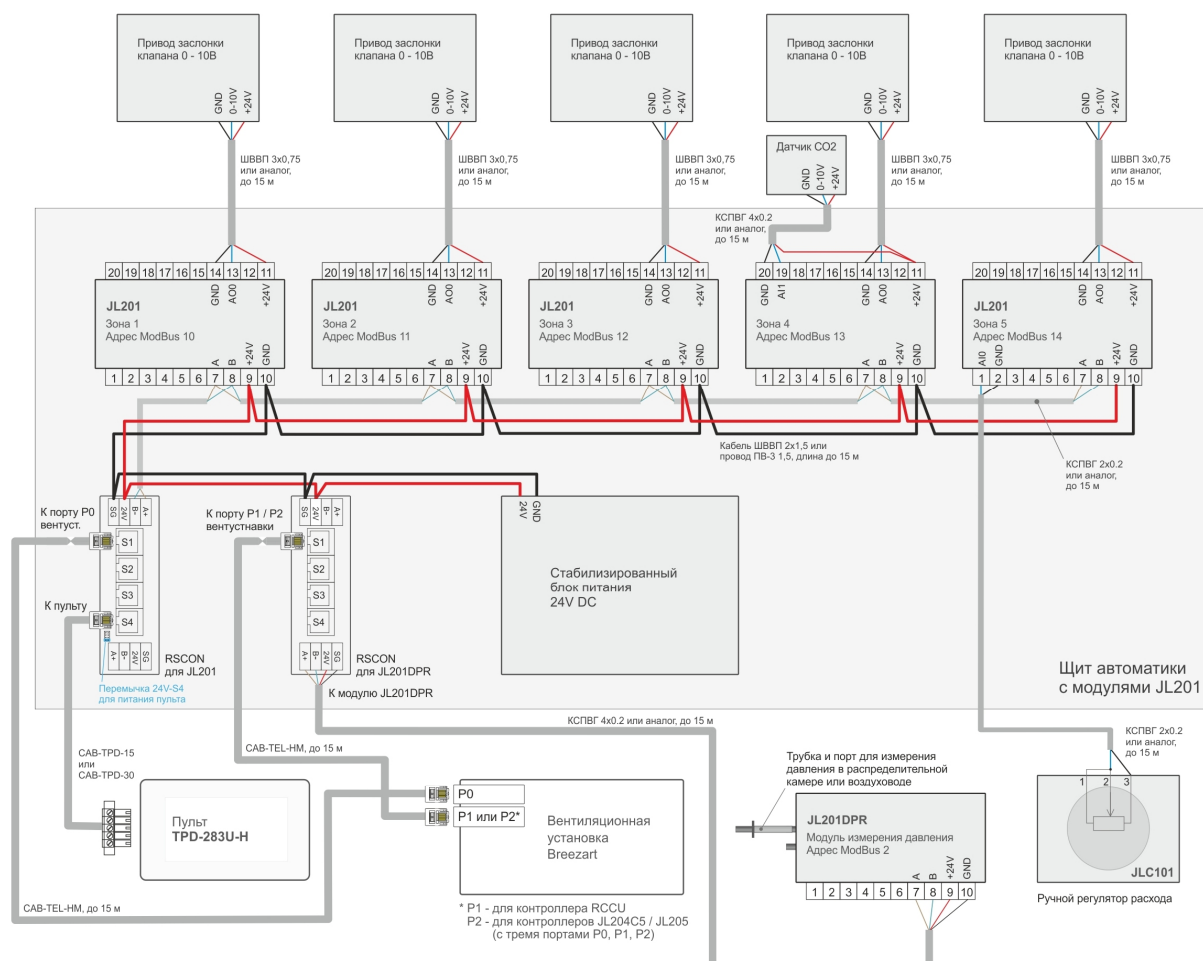 Привод заслонки
клапана 0 - 10В
GND
0-10V
+24V
Привод заслонки
клапана 0 - 10В
GND
0-10V
+24V
Привод заслонки
клапана 0 - 10В
GND
0-10V
+24V
Привод заслонки
клапана 0 - 10В
GND
0-10V
+24V
Привод заслонки
клапана 0 - 10В
GND
0-10V
+24V
Датчик CO2
GND
0-10V
+24V
ШВВП 3x0,75
или аналог,
до 15 м
ШВВП 3x0,75
или аналог,
до 15 м
ШВВП 3x0,75
или аналог,
до 15 м
КСПВГ 4x0.2
или аналог,
до 15 м
ШВВП 3x0,75
или аналог,
до 15 м
ШВВП 3x0,75
или аналог,
до 15 м
20 19 18 17 16 15 14 13 12 11
GND
AO0
+24V
JL201
Зона 1
Адрес ModBus 10
A
B
+24V
GND
1 2 3 4 5 6 7 8 9 10
20 19 18 17 16 15 14 13 12 11
GND
AO0
+24V
JL201
Зона 2
Адрес ModBus 11
A
B
+24V
GND
1 2 3 4 5 6 7 8 9 10
20 19 18 17 16 15 14 13 12 11
GND
AO0
+24V
JL201
Зона 3
Адрес ModBus 12
A
B
+24V
GND
1 2 3 4 5 6 7 8 9 10
20 19 18 17 16 15 14 13 12 11
GND
AI1
GND
AO0
+24V
JL201
Зона 4
Адрес ModBus 13
A
B
+24V
GND
1 2 3 4 5 6 7 8 9 10
20 19 18 17 16 15 14 13 12 11
GND
AO0
+24V
JL201
Зона 5
Адрес ModBus 14
AI0
GND
A
B
+24V
GND
1 2 3 4 5 6 7 8 9 10
Кабель ШВВП 2x1,5 или
провод ПВ-3 1,5, длина до 15 м
КСПВГ 2x0.2
или аналог,
до 15 м
К порту P0
вентуст.
SG
24V
B-
A+
S1
S2
S3
S4
К пульту
A+
B-
24V
SG
RSCON
для JL201
Перемычка 24V-S4
для питания пульта
К порту P1 / P2
вентустнавки
SG
24V
B-
A+
S1
S2
S3
S4
A+
B-
24V
SG
RSCON
для JL201DPR
К модулю JL201DPR
24V
GND
Стабилизированный
блок питания
24V DC
Щит автоматики
с модулями JL201
КСПВГ 4x0.2 или аналог, до 15 м
CAB-TPD-15
или
CAB-TPD-30
CAB-TEL-HM, до 15 м
Пульт
TPD-283U-H
CAB-TEL-HM, до 15 м
P0
P1 или P2*
Вентиляционная
установка
Breezart
* P1 - для контроллера RCCU
P2 - для контроллеров JL204C5 / JL205
(с тремя портами P0, P1, P2)
Трубка и порт для измерения
давления в распределительной
камере или воздуховоде
JL201DPR
Модуль измерения давления
Адрес ModBus 2
A
B
+24V
GND
1 2 3 4 5 6 7 8 9 10
КСПВГ 2x0.2
или аналог,
до 15 м
1 2 3
JLC101
Ручной регулятор расхода